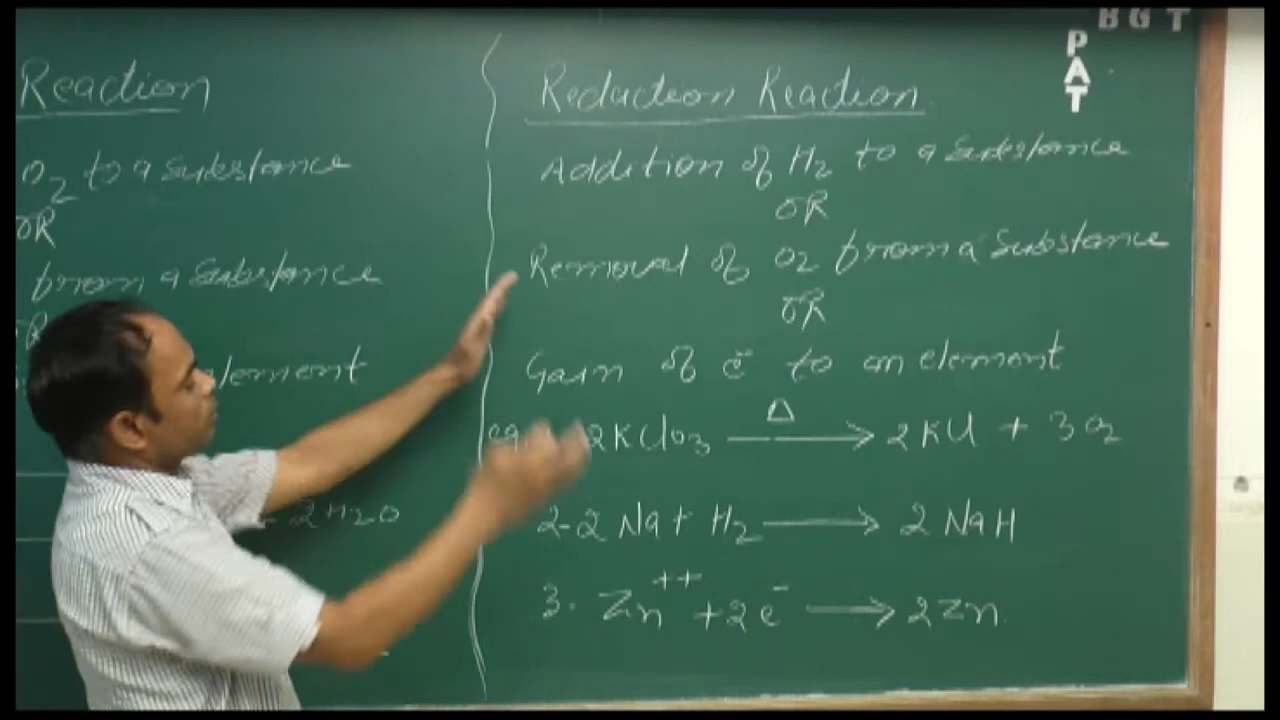 BGT
PAT
Reaction
O2 to a substance
OR
from a substance
element
2H2O
Reduction Reaction
Addition of H2 to a substance
OR
Removal of O2 from a substance
OR
Gain of e⁻ to an element
2KClO3 —Δ→ 2KCl + 3O2
2- 2Na + H2 → 2NaH
3. Zn⁺⁺ + 2e⁻ → 2Zn.